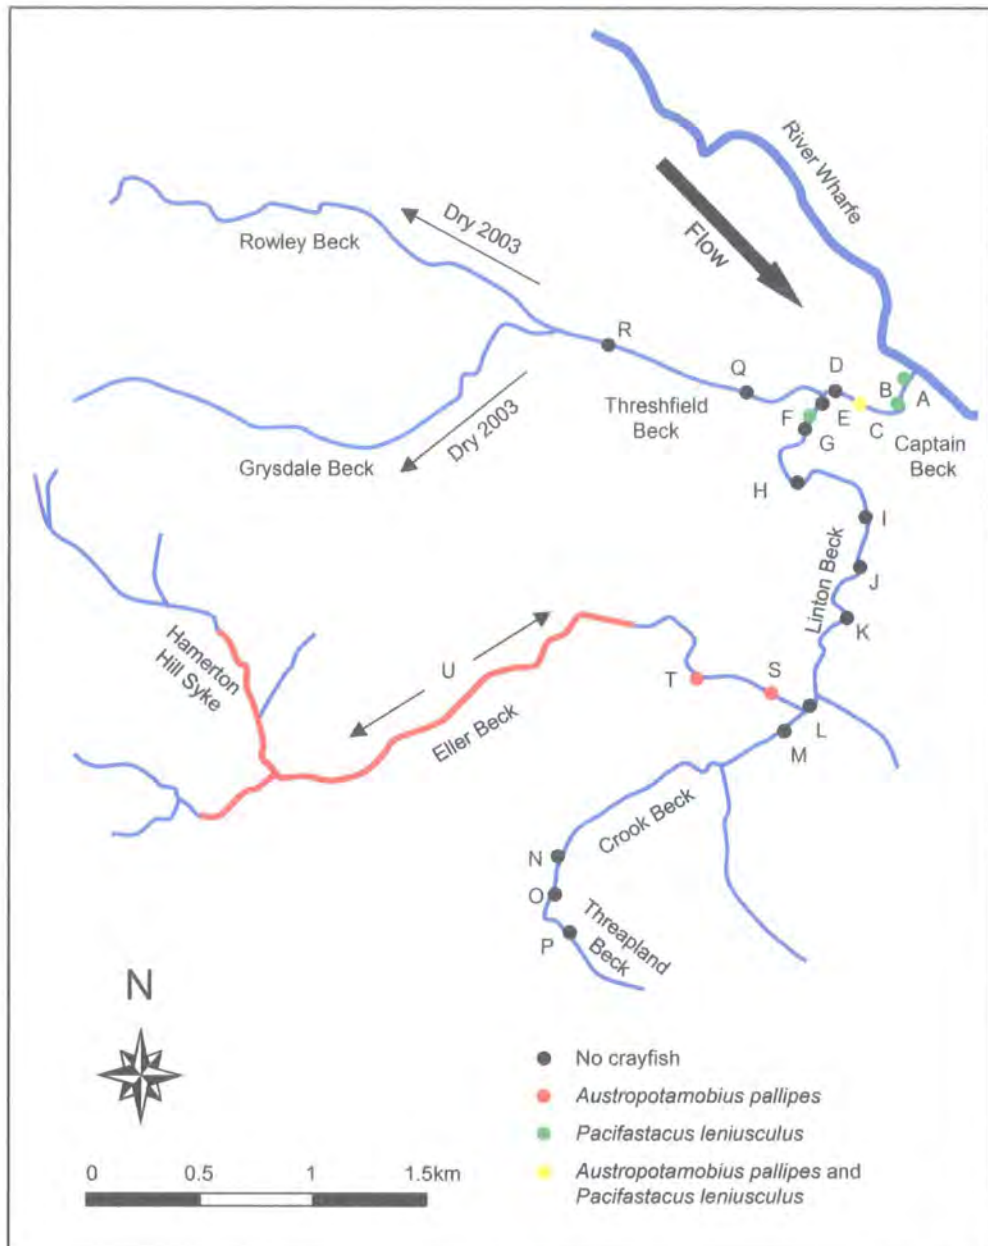 River Wharfe
Flow
Dry 2003
Rowley Beck
R
Q
D
B
A
Threshfield
Beck
F
E
C
G
Captain
Beck
Dry 2003
Grysdale Beck
H
I
Linton Beck
J
K
Hamerton
Hill Syke
U
T
S
Eller Beck
L
M
Crook Beck
N
O
Threapland
Beck
P
N
No crayfish
Austropotamobius pallipes
Pacifastacus leniusculus
Austropotamobius pallipes and
Pacifastacus leniusculus
0 0.5 1 1.5km